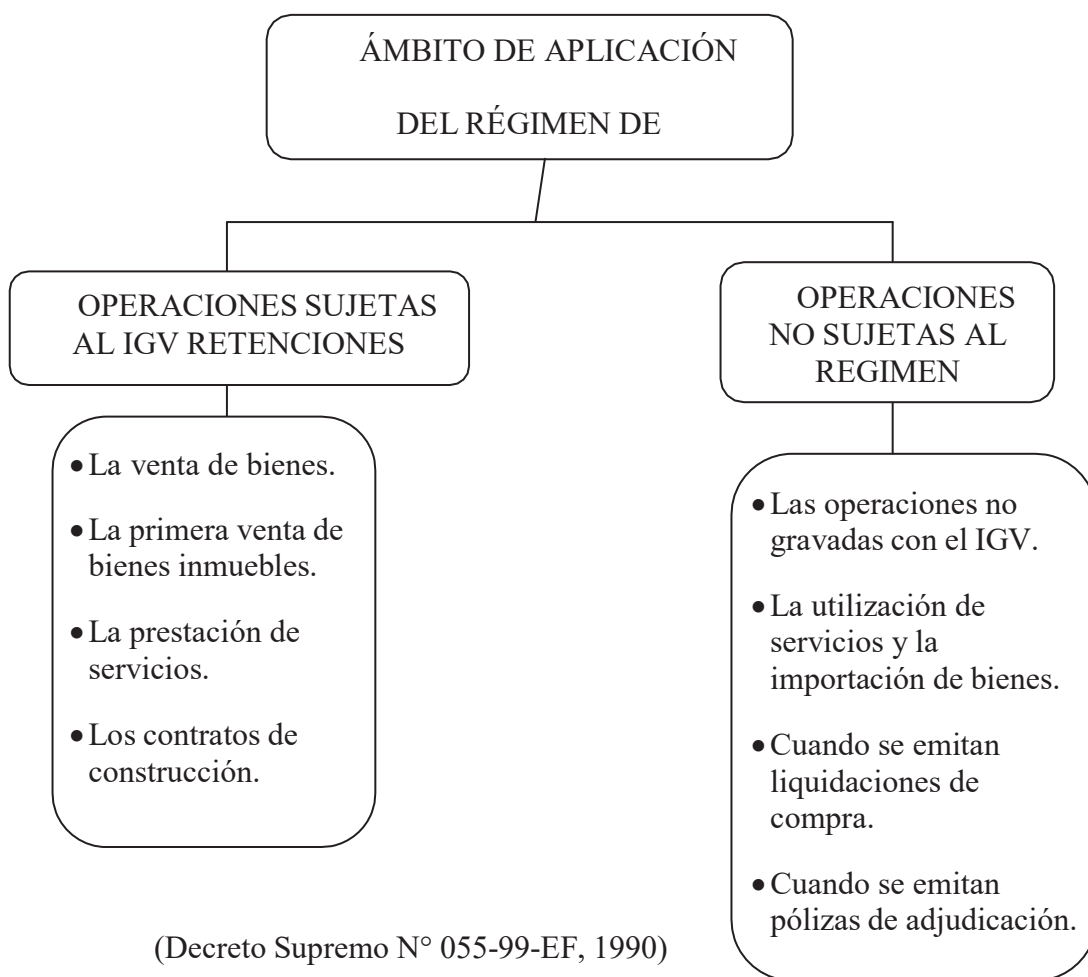 ÁMBITO DE APLICACIÓN
DEL RÉGIMEN DE
OPERACIONES SUJETAS
AL IGV RETENCIONES
• La venta de bienes.
• La primera venta de
bienes inmuebles.
• La prestación de
servicios.
• Los contratos de
construcción.
OPERACIONES
NO SUJETAS AL
REGIMEN
• Las operaciones no
gravadas con el IGV.
• La utilización de
servicios y la
importación de bienes.
• Cuando se emitan
liquidaciones de
compra.
• Cuando se emitan
pólizas de adjudicación.
(Decreto Supremo N° 055-99-EF, 1990)